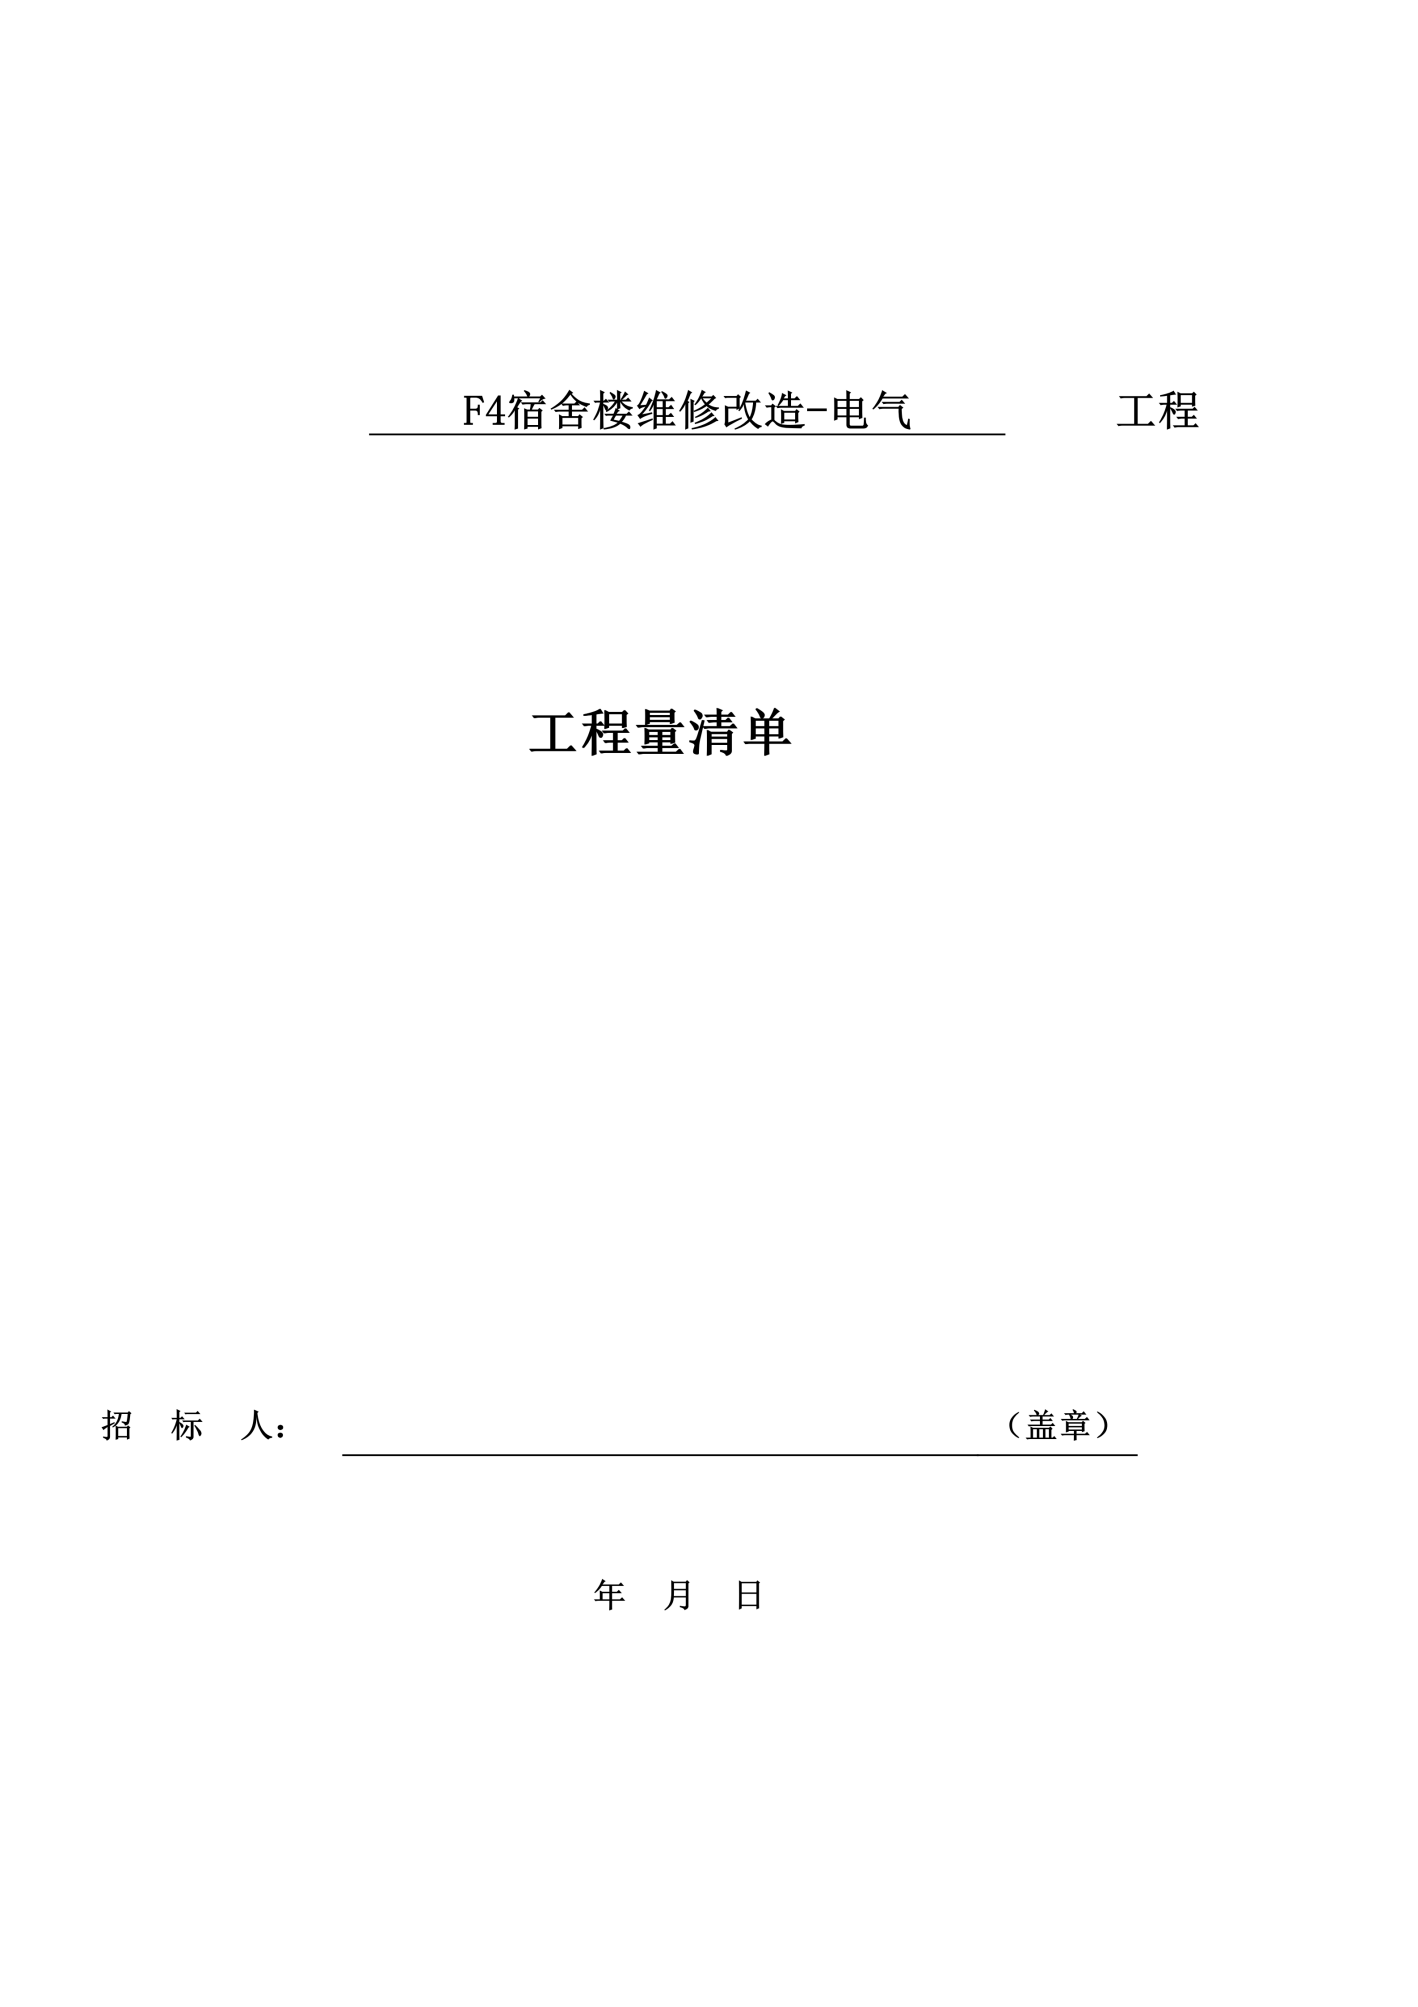 F4宿舍楼维修改造-电气 工程
工程量清单
招 标 人： （盖章）
年 月 日